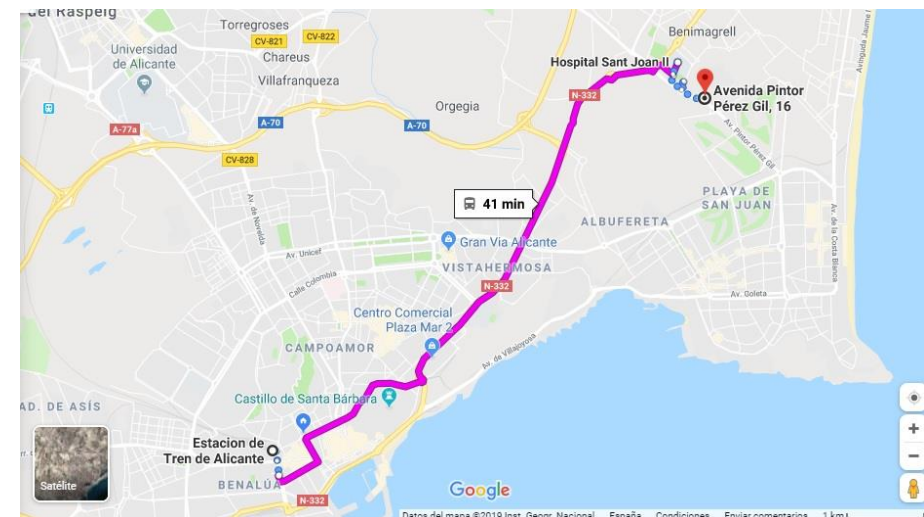 del Raspeig
Torregroses
CV-821
CV-822
Benimagrell
Universidad
de Alicante
Chareus
Villafranqueza
Hospital Sant Joan II
N-332
Avenida Pintor
Pérez Gil, 16
Orgegia
A-77a
A-70
A-70
CV-828
Av. Pintor Pérez Gil
PLAYA DE
SAN JUAN
41 min
ALBUFERETA
Av. de Novelda
Av. de la Costa Blanca
Gran Via Alicante
Av. Unicef
VISTAHERMOSA
Calle Colombia
N-332
Av. Goleta
Centro Comercial
Plaza Mar 2
Av. de Villajoyosa
CAMPOAMOR
Castillo de Santa Bárbara
AD. DE ASÍS
Estacion de
Tren de Alicante
Satélite
BENALÚA
N-332
Google
Datos del mapa ©2019 Inst. Geogr. Nacional España Condiciones Enviar comentarios 1 km